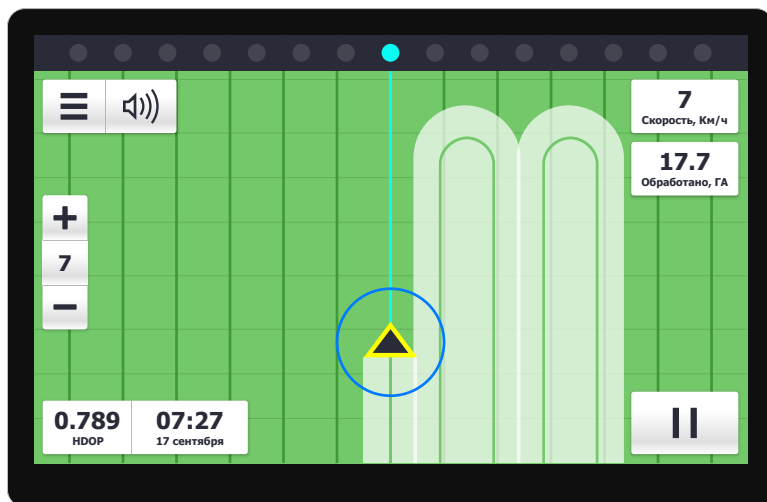 7
Скорость, Км/ч
17.7
Обработано, ГА
7
0.789
HDOP
07:27
17 сентября